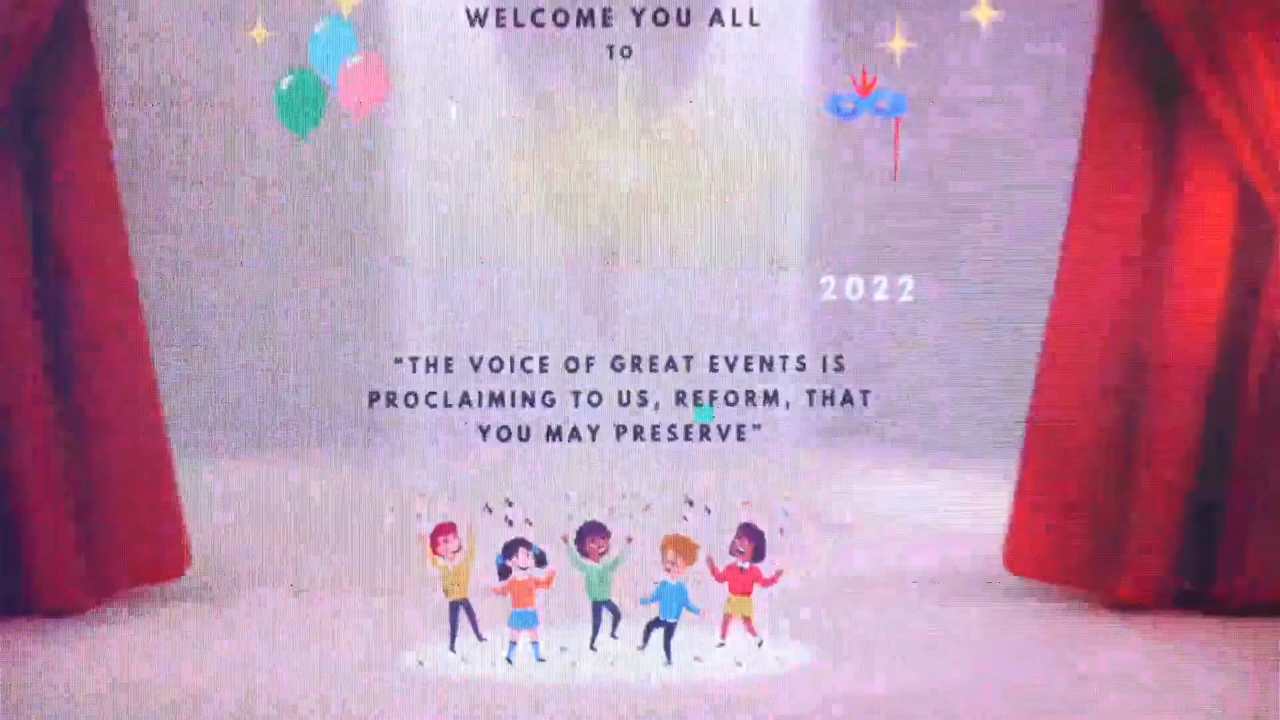 WELCOME YOU ALL
TO
2022
"THE VOICE OF GREAT EVENTS IS
PROCLAIMING TO US, REFORM, THAT
YOU MAY PRESERVE"